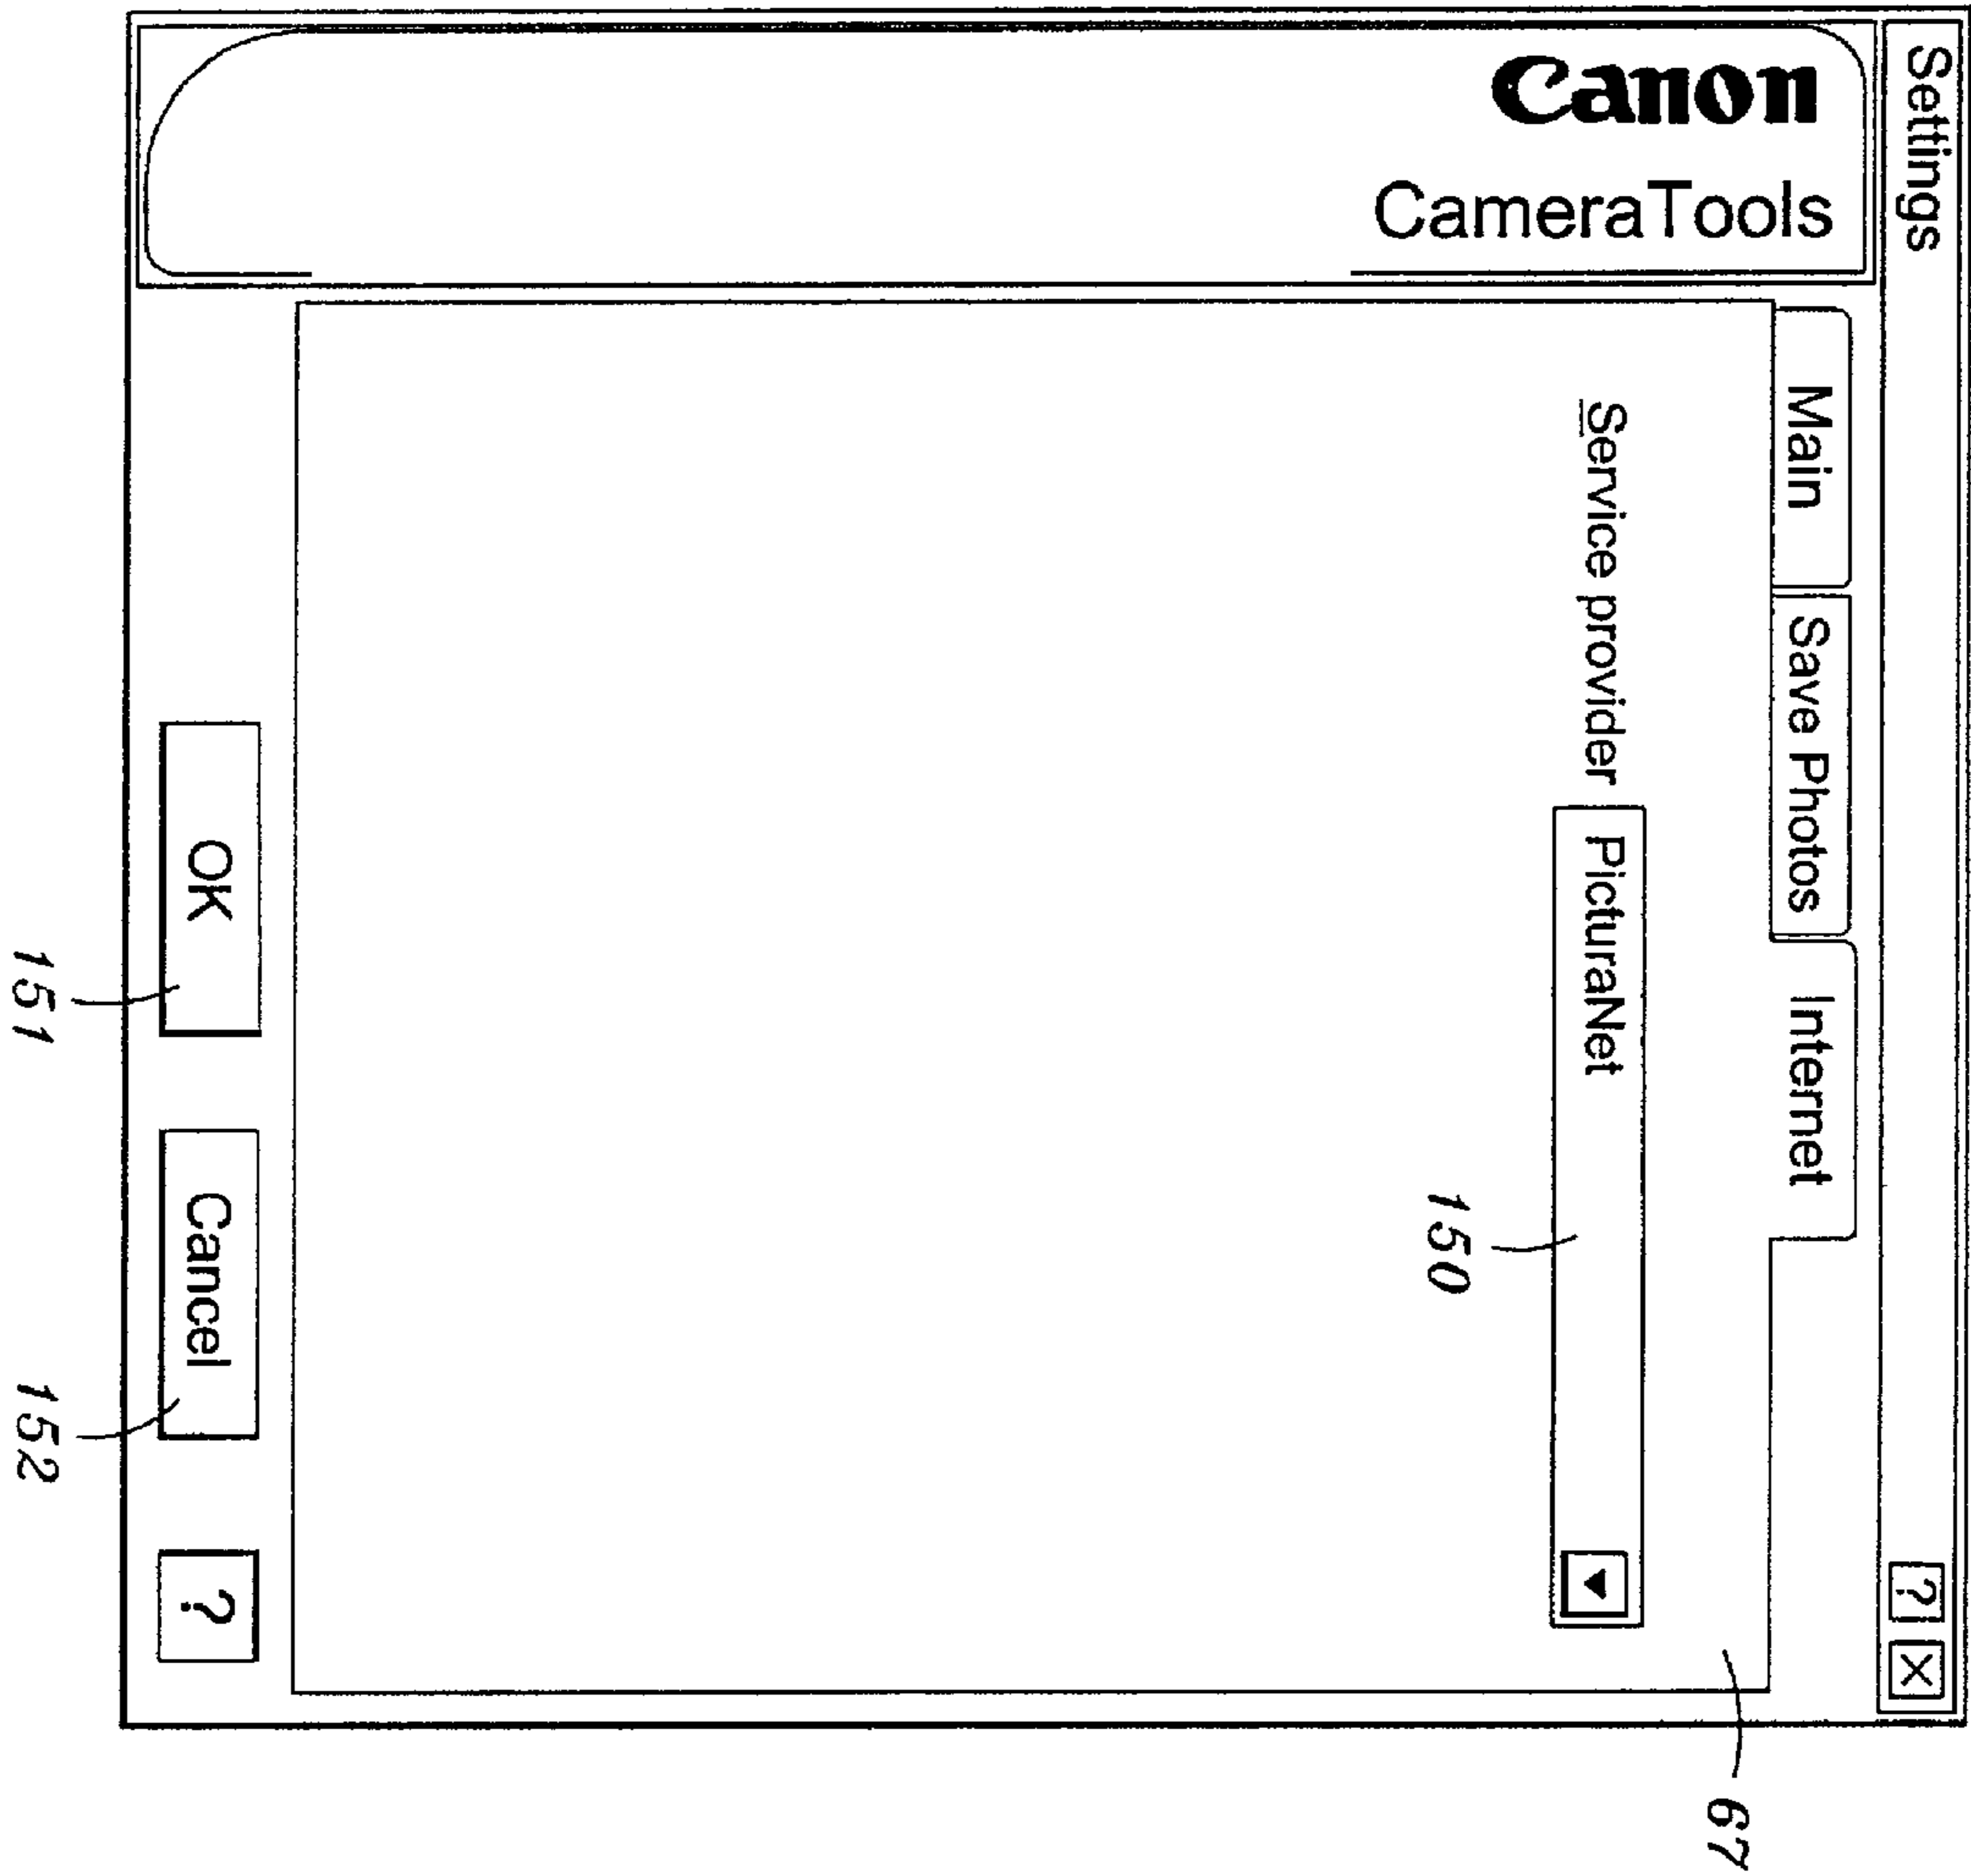 Settings
?
X
Canon
CameraTools
Main
Save Photos
Internet
Service provider
PicturaNet
150
67
OK
Cancel
?
151
152